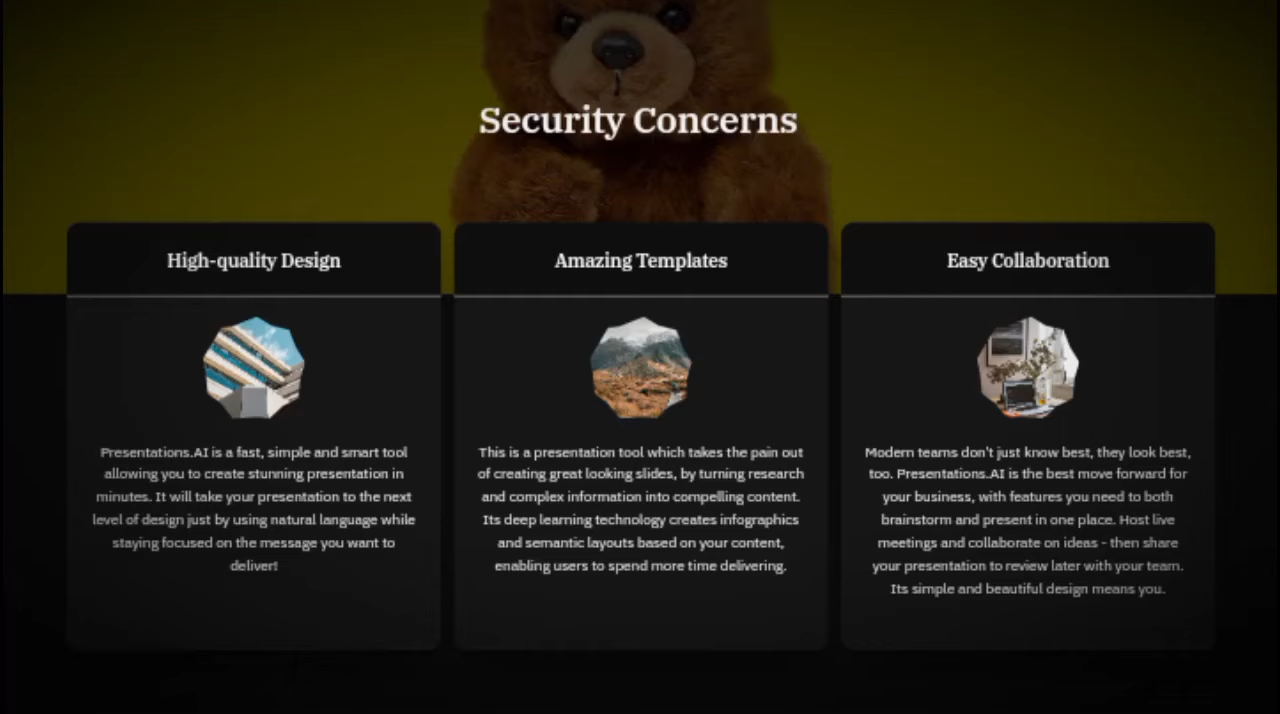 Security Concerns
High-quality Design
Presentations.AI is a fast, simple and smart tool
allowing you to create stunning presentation in
minutes. It will take your presentation to the next
level of design just by using natural language while
staying focused on the message you want to
deliver!
Amazing Templates
This is a presentation tool which takes the pain out
of creating great looking slides, by turning research
and complex information into compelling content.
Its deep learning technology creates infographics
and semantic layouts based on your content,
enabling users to spend more time delivering.
Easy Collaboration
Modern teams don't just know best, they look best,
too. Presentations.AI is the best move forward for
your business, with features you need to both
brainstorm and present in one place. Host live
meetings and collaborate on ideas - then share
your presentation to review later with your team.
Its simple and beautiful design means you.